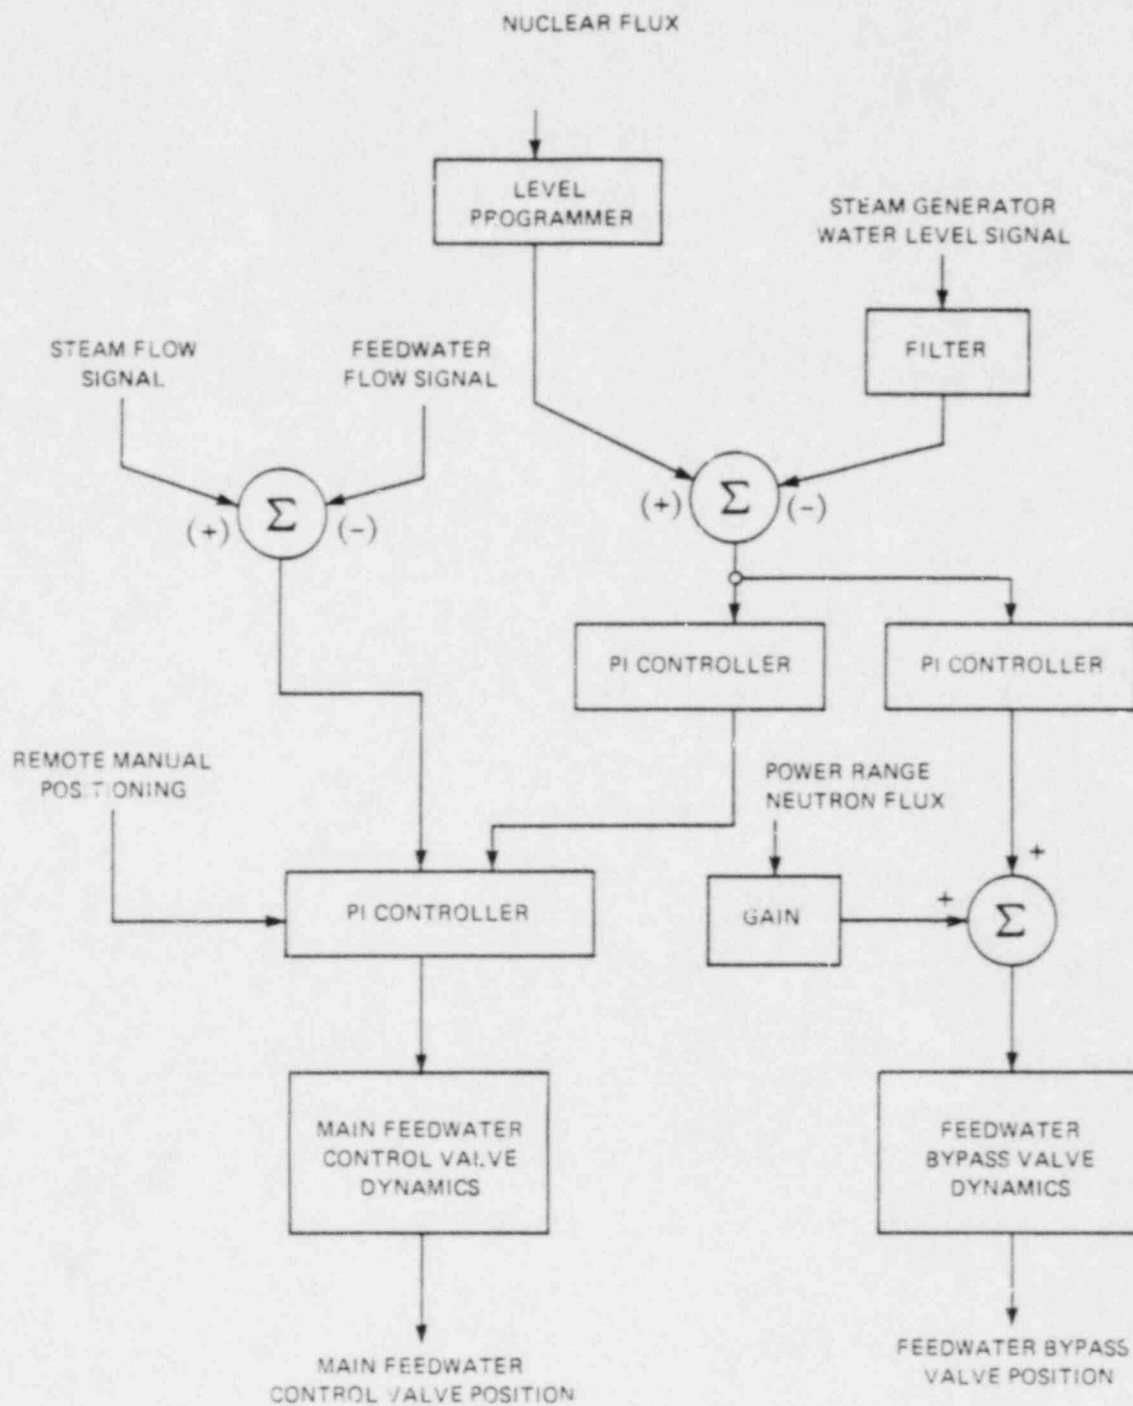 NUCLEAR FLUX
LEVEL
PROGRAMMER
STEAM GENERATOR
WATER LEVEL SIGNAL
FILTER
STEAM FLOW
SIGNAL
FEEDWATER
FLOW SIGNAL
(+) Σ (-)
(+) Σ (-)
PI CONTROLLER
PI CONTROLLER
REMOTE MANUAL
POSITIONING
POWER RANGE
NEUTRON FLUX
PI CONTROLLER
GAIN
+
+
Σ
MAIN FEEDWATER
CONTROL VALVE
DYNAMICS
FEEDWATER
BYPASS VALVE
DYNAMICS
MAIN FEEDWATER
CONTROL VALVE POSITION
FEEDWATER BYPASS
VALVE POSITION